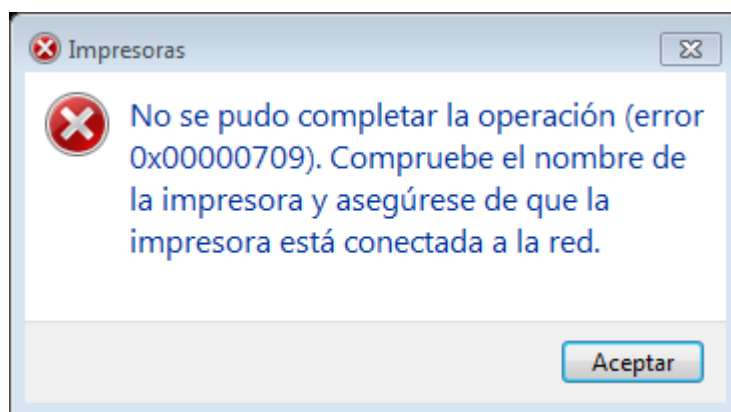 Impresoras
No se pudo completar la operación (error
0x00000709). Compruebe el nombre de
la impresora y asegúrese de que la
impresora está conectada a la red.
Aceptar